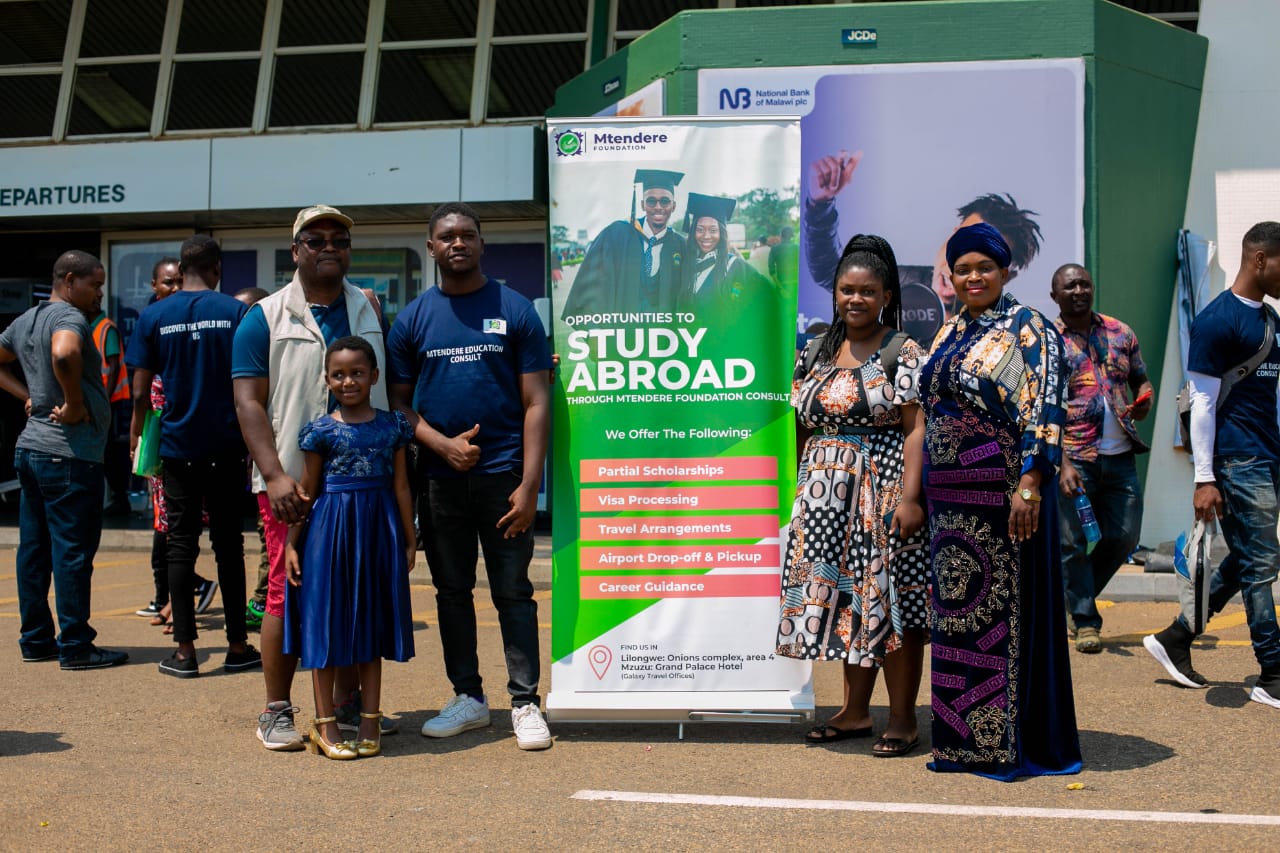 JCDe
NB National Bank
of Malawi plc
Mtendere
FOUNDATION
EPARTURES
DISCOVER THE WORLD WITH
US
MTENDERE EDUCATION
CONSULT
OPPORTUNITIES TO
STUDY
ABROAD
THROUGH MTENDERE FOUNDATION CONSULT
We Offer The Following:
Partial Scholarships
Visa Processing
Travel Arrangements
Airport Drop-off & Pickup
Career Guidance
FIND US IN
Lilongwe: Onions complex, area 4
Mzuzu: Grand Palace Hotel
(Galaxy Travel Offices)
RODE